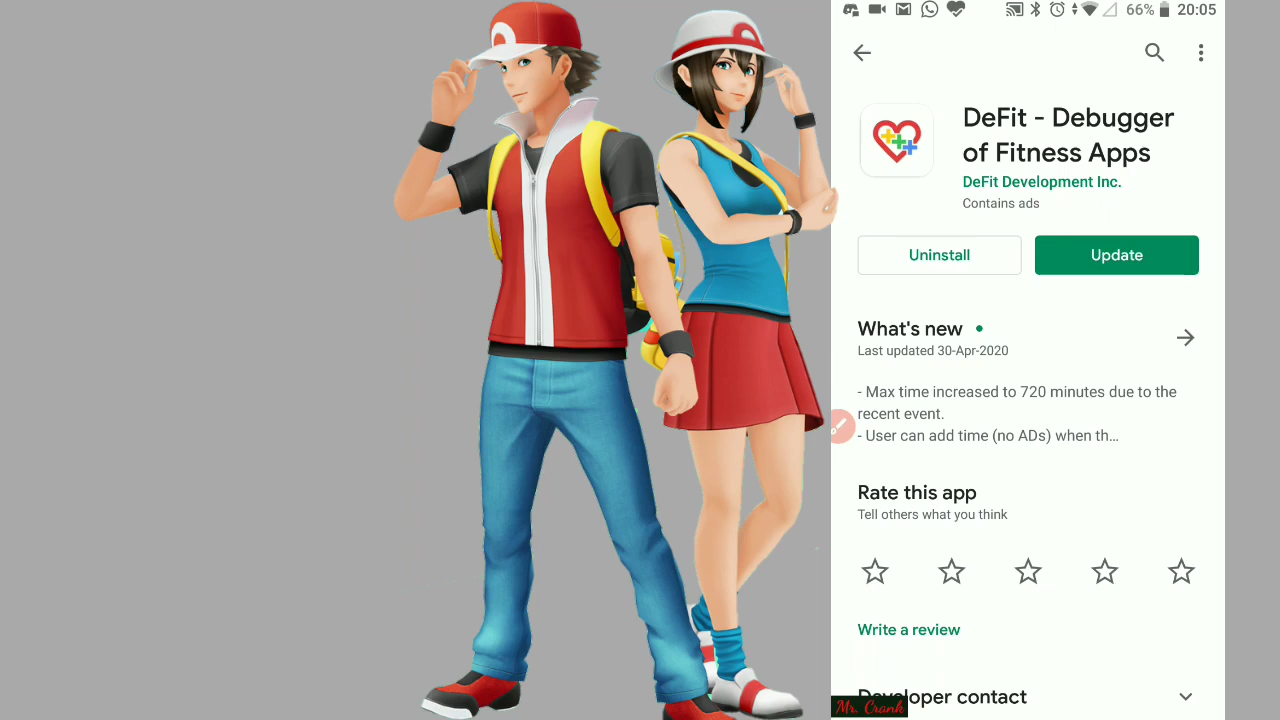 66% 20:05
DeFit - Debugger
of Fitness Apps
DeFit Development Inc.
Contains ads
Uninstall
Update
What's new
Last updated 30-Apr-2020
- Max time increased to 720 minutes due to the
recent event.
- User can add time (no ADs) when th…
Rate this app
Tell others what you think
Write a review
Developer contact
Mr. Crank